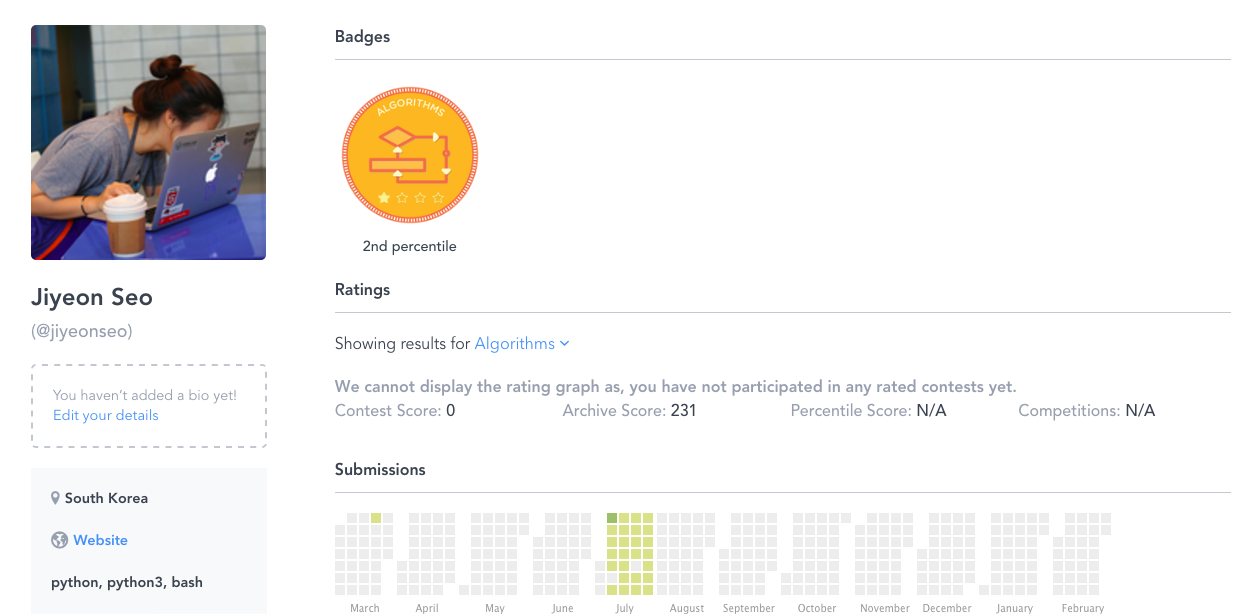 Badges
ALGORITHMS
2nd percentile
Jiyeon Seo
(@jiyeonseo)
You haven't added a bio yet!
Edit your details
South Korea
Website
python, python3, bash
Ratings
Showing results for Algorithms
We cannot display the rating graph as, you have not participated in any rated contests yet.
Contest Score: 0 Archive Score: 231 Percentile Score: N/A Competitions: N/A
Submissions
March April May June July August September October November December January February